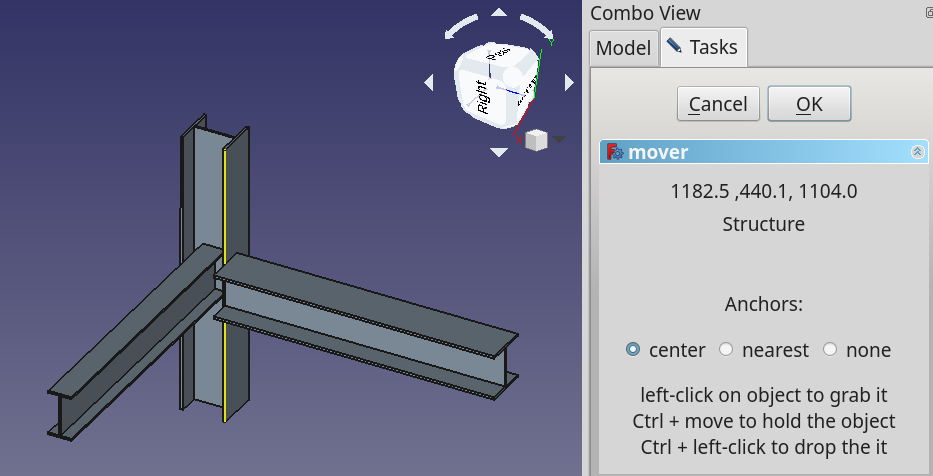 Combo View
Model
Tasks
Cancel
OK
mover
1182.5 ,440.1, 1104.0
Structure
Anchors:
center
nearest
none
left-click on object to grab it
Ctrl + move to hold the object
Ctrl + left-click to drop the it
Right